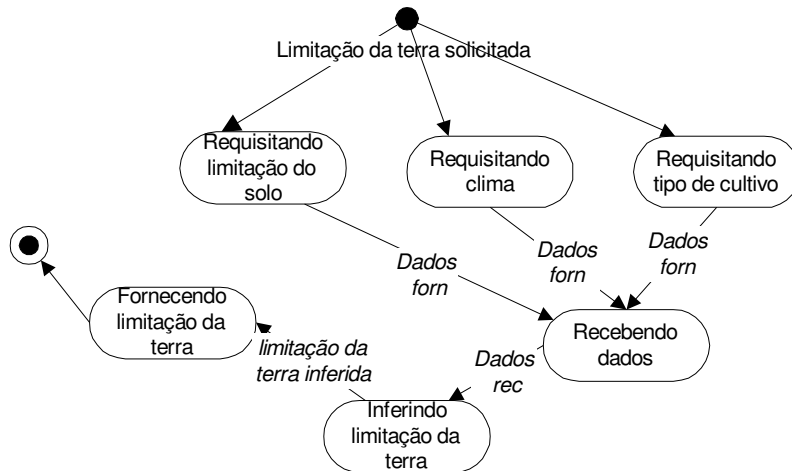 Limitação da terra solicitada
Requisitando
limitação do
solo
Requisitando
clima
Requisitando
tipo de cultivo
Dados
forn
Dados
forn
Dados
forn
Fornecendo
limitação da
terra
limitação da
terra inferida
Dados
rec
Recebendo
dados
Inferindo
limitação da
terra